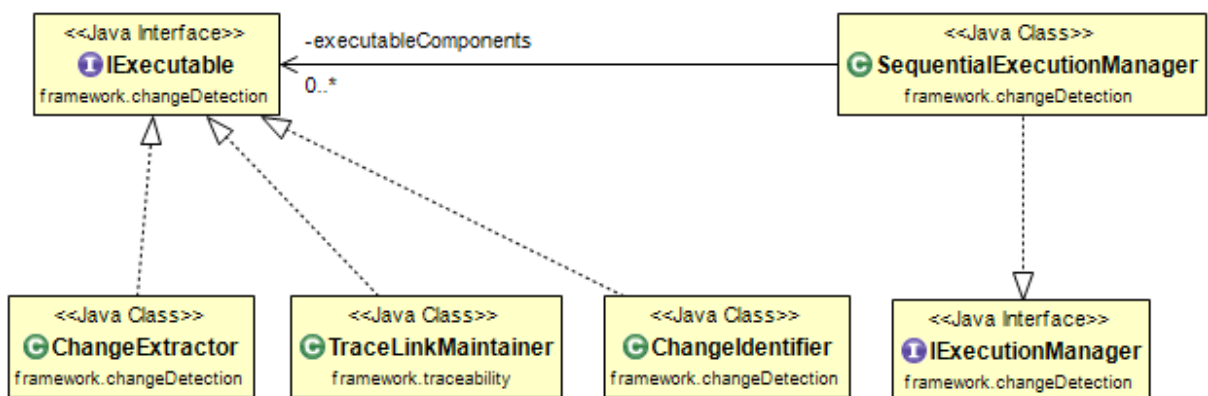 <<Java Interface>>
IExecutable
framework.changeDetection
-executableComponents
0..*
<<Java Class>>
SequentialExecutionManager
framework.changeDetection
<<Java Class>>
ChangeExtractor
framework.changeDetection
<<Java Class>>
TraceLinkMaintainer
framework.traceability
<<Java Class>>
ChangeIdentifier
framework.changeDetection
<<Java Interface>>
IExecutionManager
framework.changeDetection